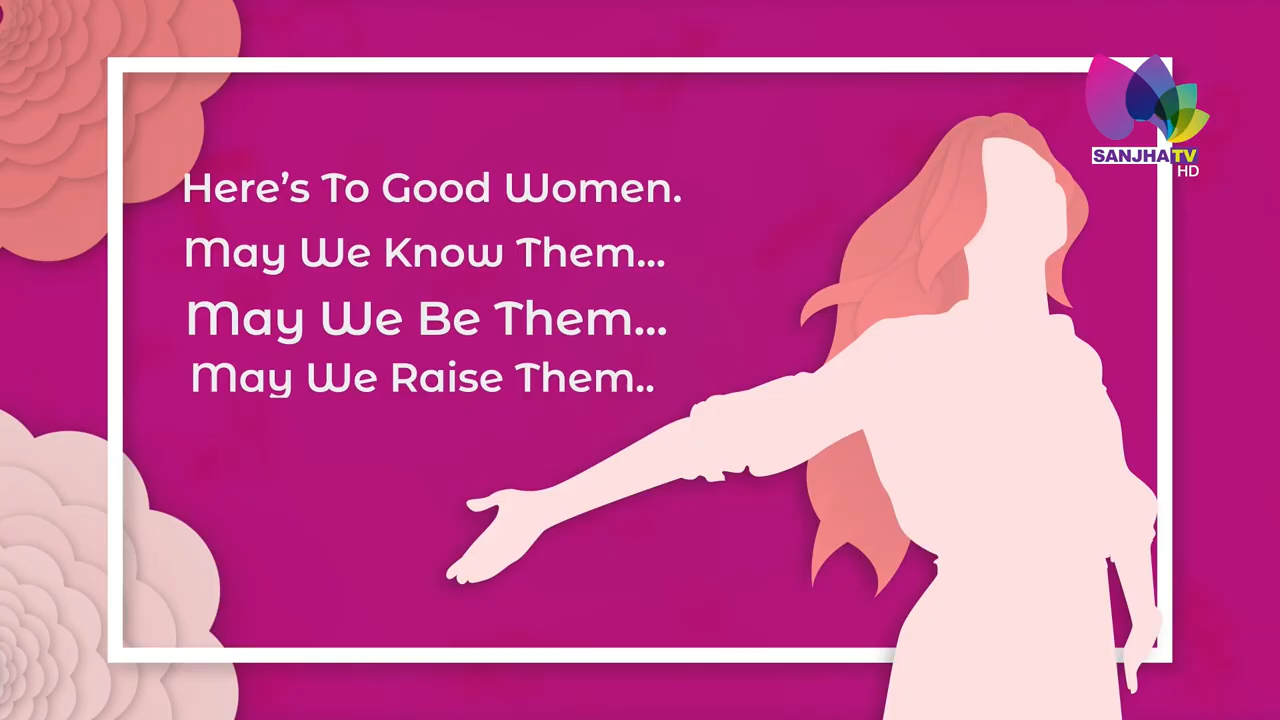 Here's To Good Women.
May We Know Them...
May We Be Them...
May We Raise Them..
SANJHA TV
HD